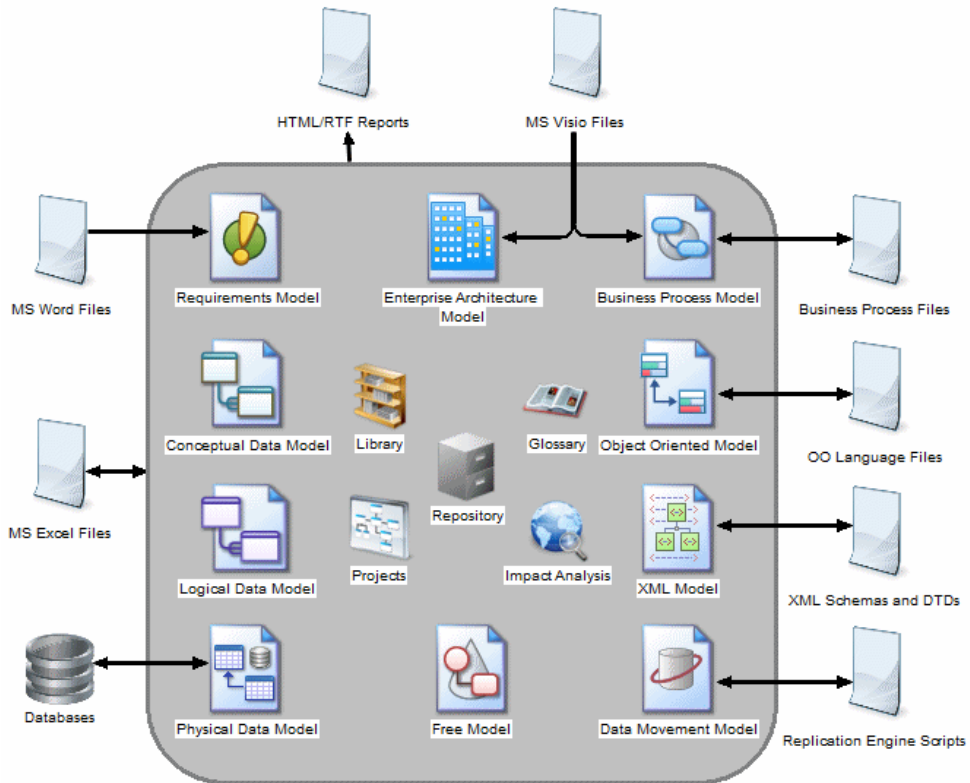 HTML/RTF Reports
MS Visio Files
MS Word Files
Requirements Model
Enterprise Architecture
Model
Business Process Model
Business Process Files
Conceptual Data Model
Library
Glossary
Object Oriented Model
OO Language Files
MS Excel Files
Repository
Logical Data Model
Projects
Impact Analysis
XML Model
XML Schemas and DTDs
Databases
Physical Data Model
Free Model
Data Movement Model
Replication Engine Scripts